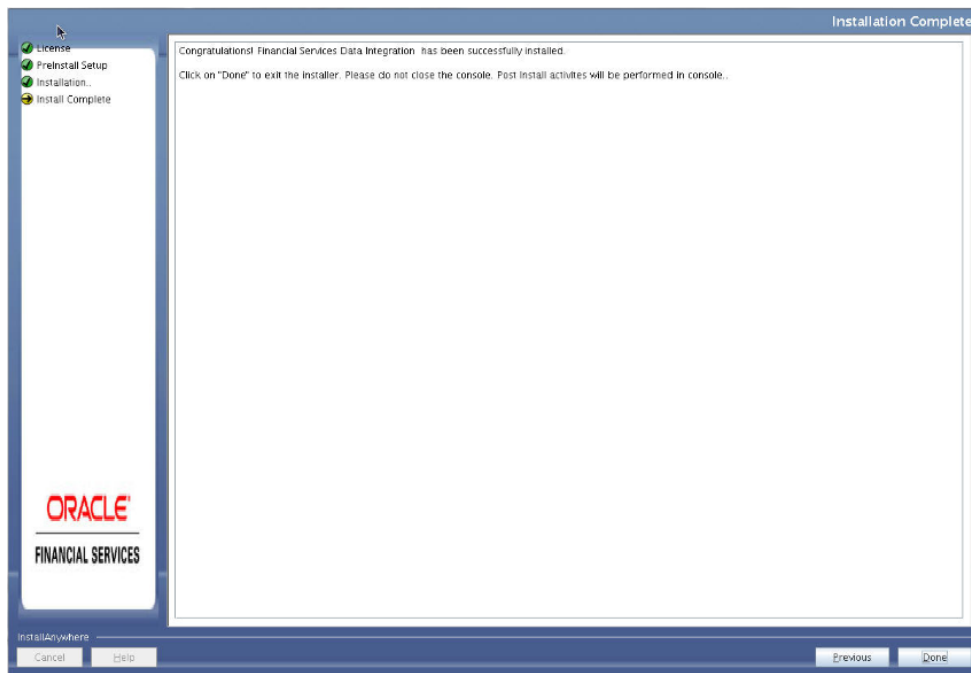 Installation Complete
License
PreInstall Setup
Installation..
Install Complete
Congratulations! Financial Services Data Integration has been successfully installed.
Click on "Done" to exit the installer. Please do not close the console. Post Install activites will be performed in console..
ORACLE
FINANCIAL SERVICES
InstallAnywhere
Cancel Help Previous Done